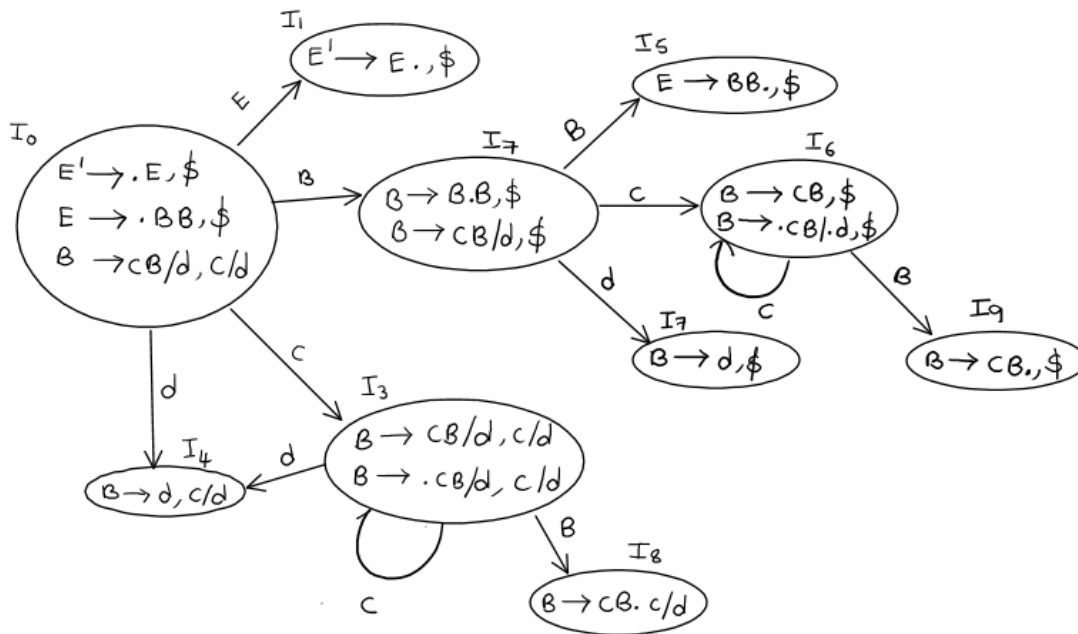 I1
E' → E., $
E
I0
E' → .E, $
E → .BB, $
B → CB/d, C/d
B
I7
B → B.B, $
B → CB/d, $
B
I5
E → BB., $
C
I6
B → CB, $
B → .CB/.d, $
C
B
I9
B → CB., $
d
I7
B → d, $
d
I4
B → d, C/d
C
I3
B → CB/d, C/d
B → .CB/d, C/d
d
C
B
I8
B → CB. C/d